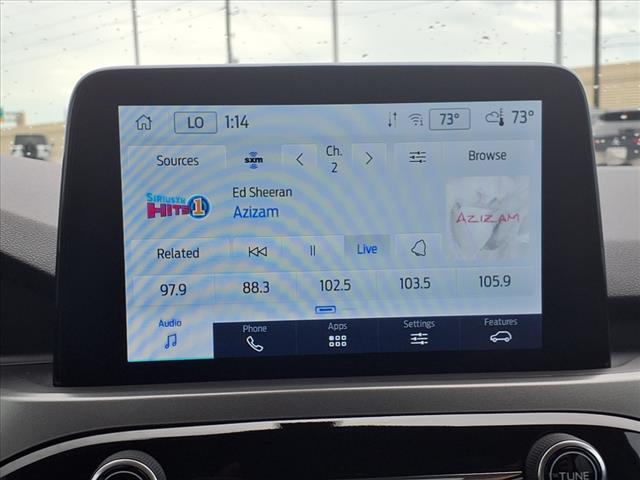 LO 1:14 73° 73°
Sources sxm Ch. 2 Browse
SIRIUSXM HITS 1
Ed Sheeran
Azizam
AZIZAM
Related Live
97.9 88.3 102.5 103.5 105.9
Audio Phone Apps Settings Features
TUNE